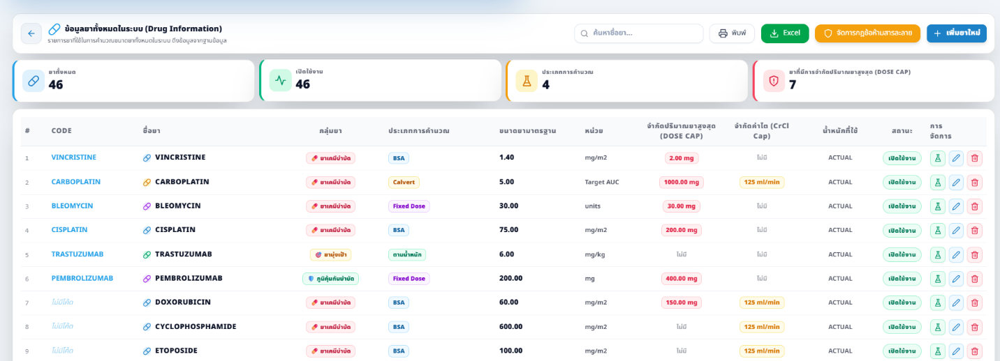 ข้อมูลยาทั้งหมดในระบบ (Drug Information)
รายการยาที่ใช้ในการคำนวณขนาดยาทั้งหมดในระบบ ดึงข้อมูลจากฐานข้อมูล
ค้นหาชื่อยา...
พิมพ์
Excel
จัดการกฎข้อห้ามสารละลาย
+ เพิ่มยาใหม่
ยาทั้งหมด
46
เปิดใช้งาน
46
ประเภทการคำนวณ
4
ยาที่มีการจำกัดปริมาณยาสูงสุด (DOSE CAP)
7
# CODE ชื่อยา กลุ่มยา ประเภทการคำนวณ ขนาดยามาตรฐาน หน่วย จำกัดปริมาณยาสูงสุด (DOSE CAP) จำกัดค่าไต (CrCl Cap) น้ำหนักที่ใช้ สถานะ การจัดการ
1 VINCRISTINE VINCRISTINE ยาเคมีบำบัด BSA 1.40 mg/m2 2.00 mg ไม่มี ACTUAL เปิดใช้งาน
2 CARBOPLATIN CARBOPLATIN ยาเคมีบำบัด Calvert 5.00 Target AUC 1000.00 mg 125 ml/min ACTUAL เปิดใช้งาน
3 BLEOMYCIN BLEOMYCIN ยาเคมีบำบัด Fixed Dose 30.00 units 30.00 mg ไม่มี ACTUAL เปิดใช้งาน
4 CISPLATIN CISPLATIN ยาเคมีบำบัด BSA 75.00 mg/m2 200.00 mg ไม่มี ACTUAL เปิดใช้งาน
5 TRASTUZUMAB TRASTUZUMAB ยามุ่งเป้า ตามน้ำหนัก 6.00 mg/kg ไม่มี ไม่มี ACTUAL เปิดใช้งาน
6 PEMBROLIZUMAB PEMBROLIZUMAB ภูมิคุ้มกันบำบัด Fixed Dose 200.00 mg 400.00 mg ไม่มี ACTUAL เปิดใช้งาน
7 ไม่มีโค้ด DOXORUBICIN ยาเคมีบำบัด BSA 60.00 mg/m2 150.00 mg 125 ml/min ACTUAL เปิดใช้งาน
8 ไม่มีโค้ด CYCLOPHOSPHAMIDE ยาเคมีบำบัด BSA 600.00 mg/m2 ไม่มี 125 ml/min ACTUAL เปิดใช้งาน
9 ไม่มีโค้ด ETOPOSIDE ยาเคมีบำบัด BSA 100.00 mg/m2 ไม่มี 125 ml/min ACTUAL เปิดใช้งาน